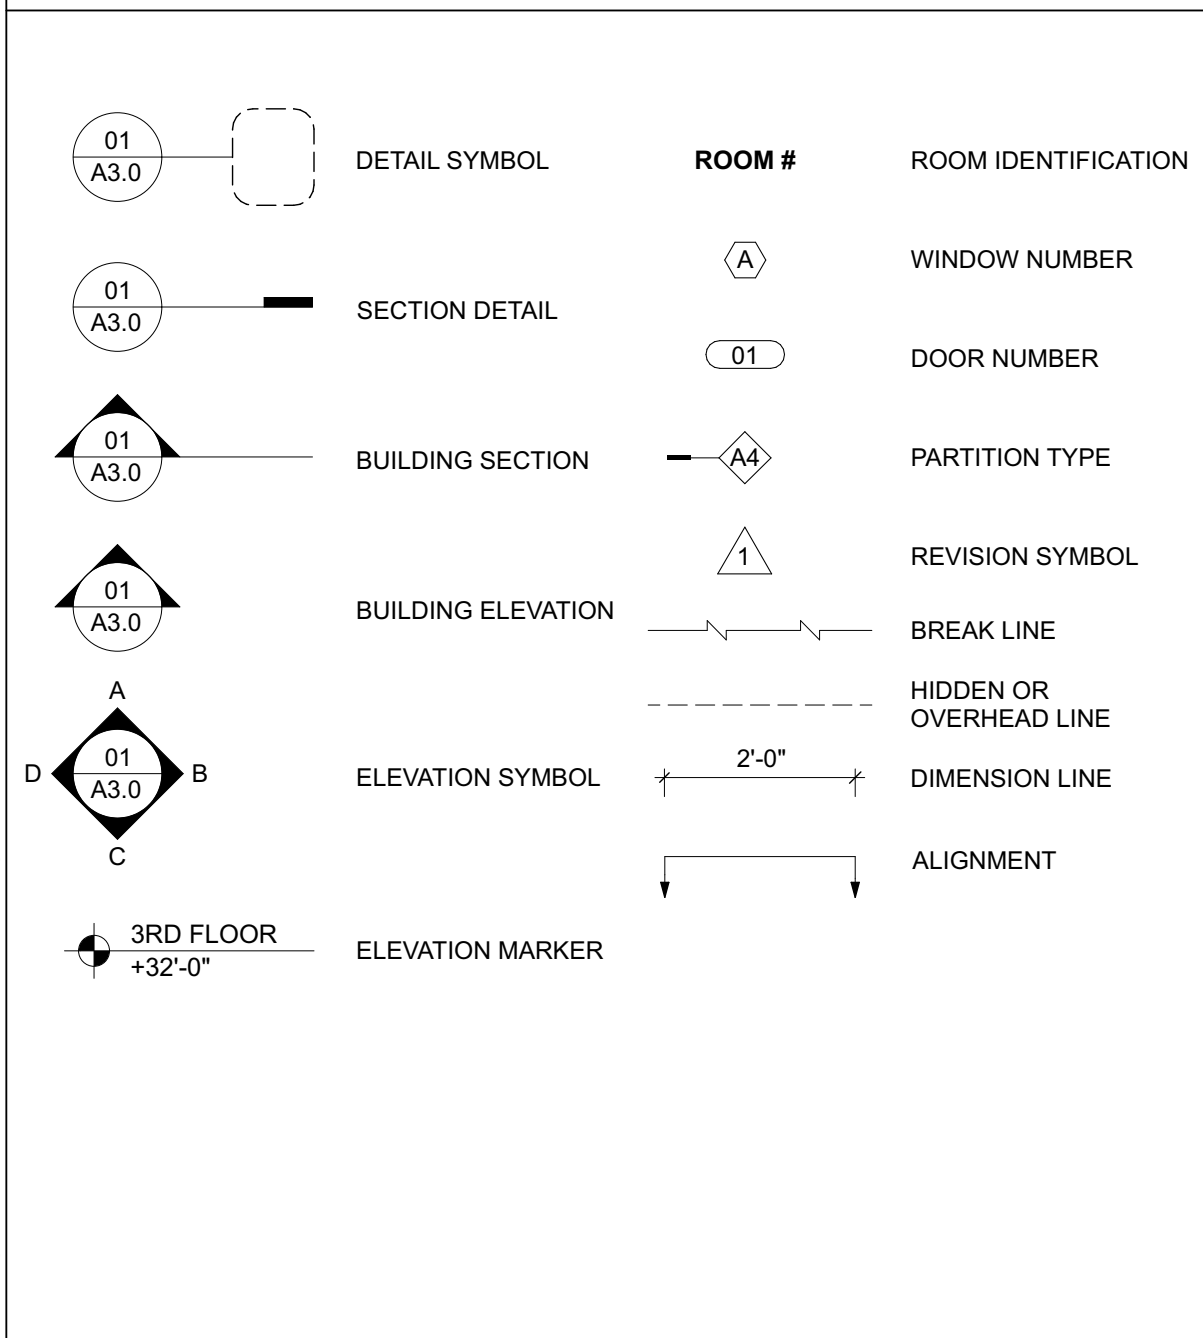 01
A3.0
DETAIL SYMBOL
01
A3.0
SECTION DETAIL
01
A3.0
BUILDING SECTION
01
A3.0
BUILDING ELEVATION
A
D
01
A3.0
B
C
ELEVATION SYMBOL
3RD FLOOR
+32'-0"
ELEVATION MARKER
ROOM #
ROOM IDENTIFICATION
A
WINDOW NUMBER
01
DOOR NUMBER
A4
PARTITION TYPE
1
REVISION SYMBOL
BREAK LINE
HIDDEN OR
OVERHEAD LINE
2'-0"
DIMENSION LINE
ALIGNMENT